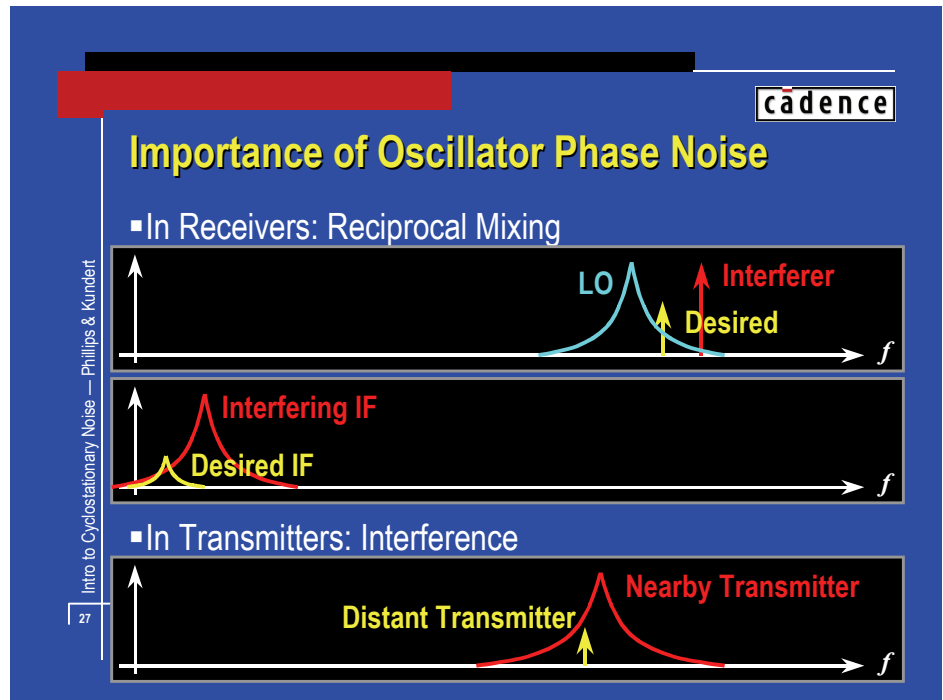 cadence
Importance of Oscillator Phase Noise
▪In Receivers: Reciprocal Mixing
LO
Interferer
Desired
f
Interfering IF
Desired IF
f
▪In Transmitters: Interference
Nearby Transmitter
Distant Transmitter
f
Intro to Cyclostationary Noise — Phillips & Kundert
27